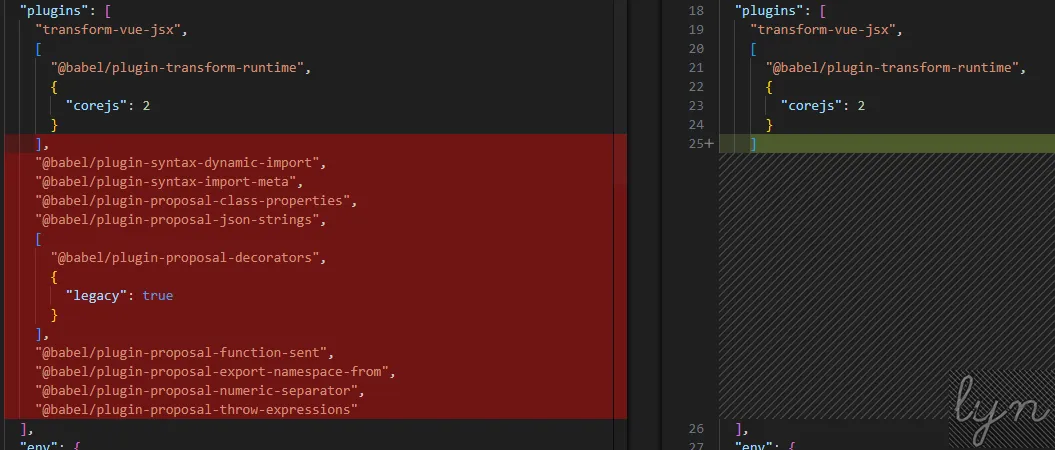 "plugins": [
"transform-vue-jsx",
[
"@babel/plugin-transform-runtime",
{
"corejs": 2
}
],
"@babel/plugin-syntax-dynamic-import",
"@babel/plugin-syntax-import-meta",
"@babel/plugin-proposal-class-properties",
"@babel/plugin-proposal-json-strings",
[
"@babel/plugin-proposal-decorators",
{
"legacy": true
}
],
"@babel/plugin-proposal-function-sent",
"@babel/plugin-proposal-export-namespace-from",
"@babel/plugin-proposal-numeric-separator",
"@babel/plugin-proposal-throw-expressions"
],
"env": {
18 "plugins": [
19 "transform-vue-jsx",
20 [
21 "@babel/plugin-transform-runtime",
22 {
23 "corejs": 2
24 }
25+ ]
26 ],
27 "env": {
lyn